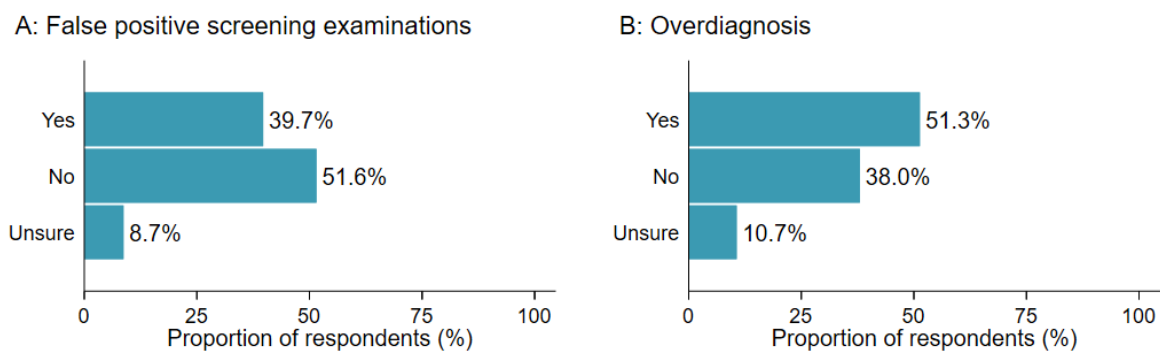 A: False positive screening examinations
Yes 39.7%
No 51.6%
Unsure 8.7%
0 25 50 75 100
Proportion of respondents (%)
B: Overdiagnosis
Yes 51.3%
No 38.0%
Unsure 10.7%
0 25 50 75 100
Proportion of respondents (%)